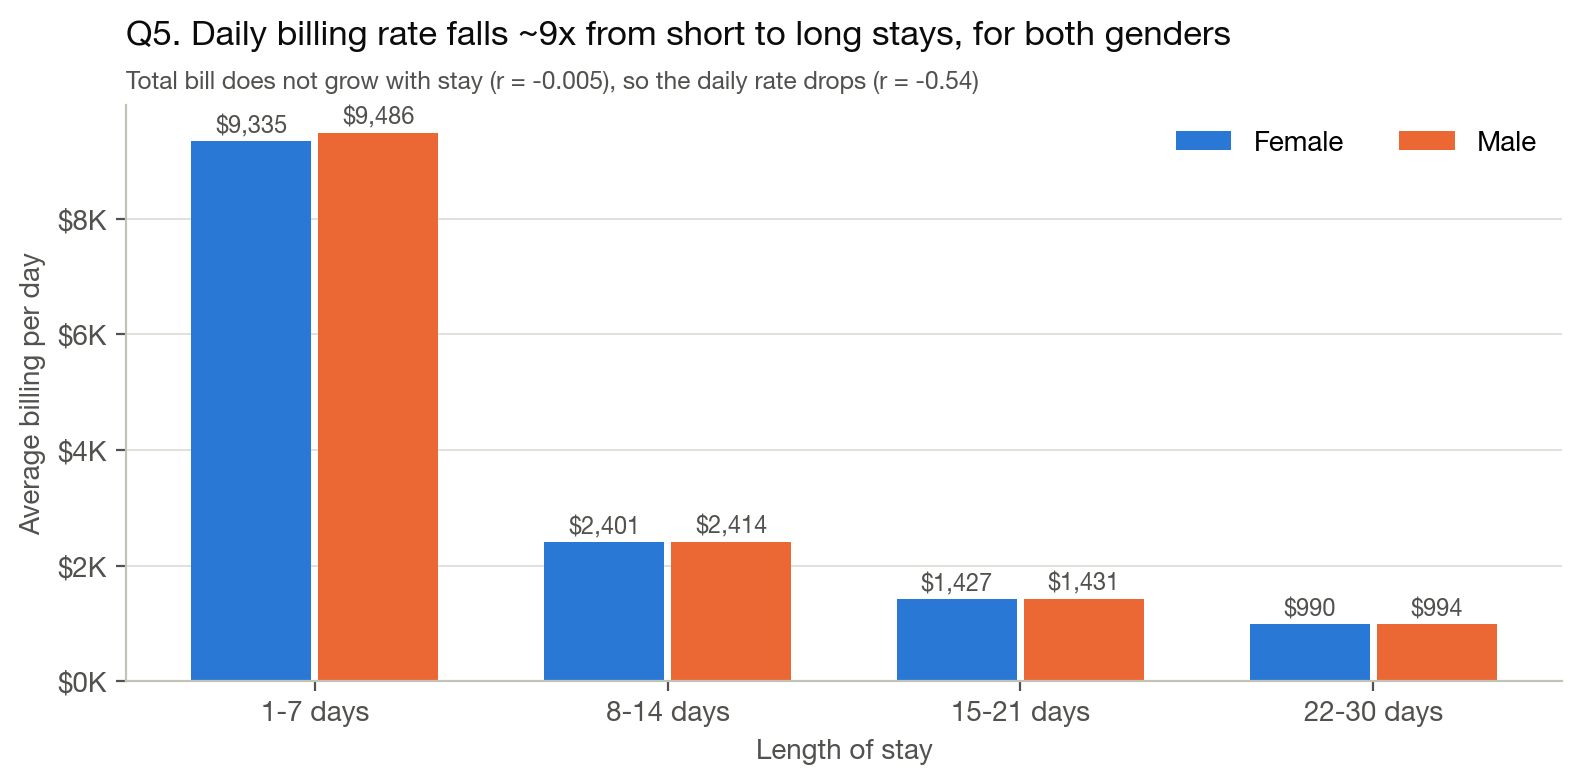 Q5. Daily billing rate falls ~9x from short to long stays, for both genders
Total bill does not grow with stay (r = -0.005), so the daily rate drops (r = -0.54)
Female
Male
Average billing per day
$8K
$6K
$4K
$2K
$0K
$9,335
$9,486
$2,401
$2,414
$1,427
$1,431
$990
$994
1-7 days
8-14 days
15-21 days
22-30 days
Length of stay